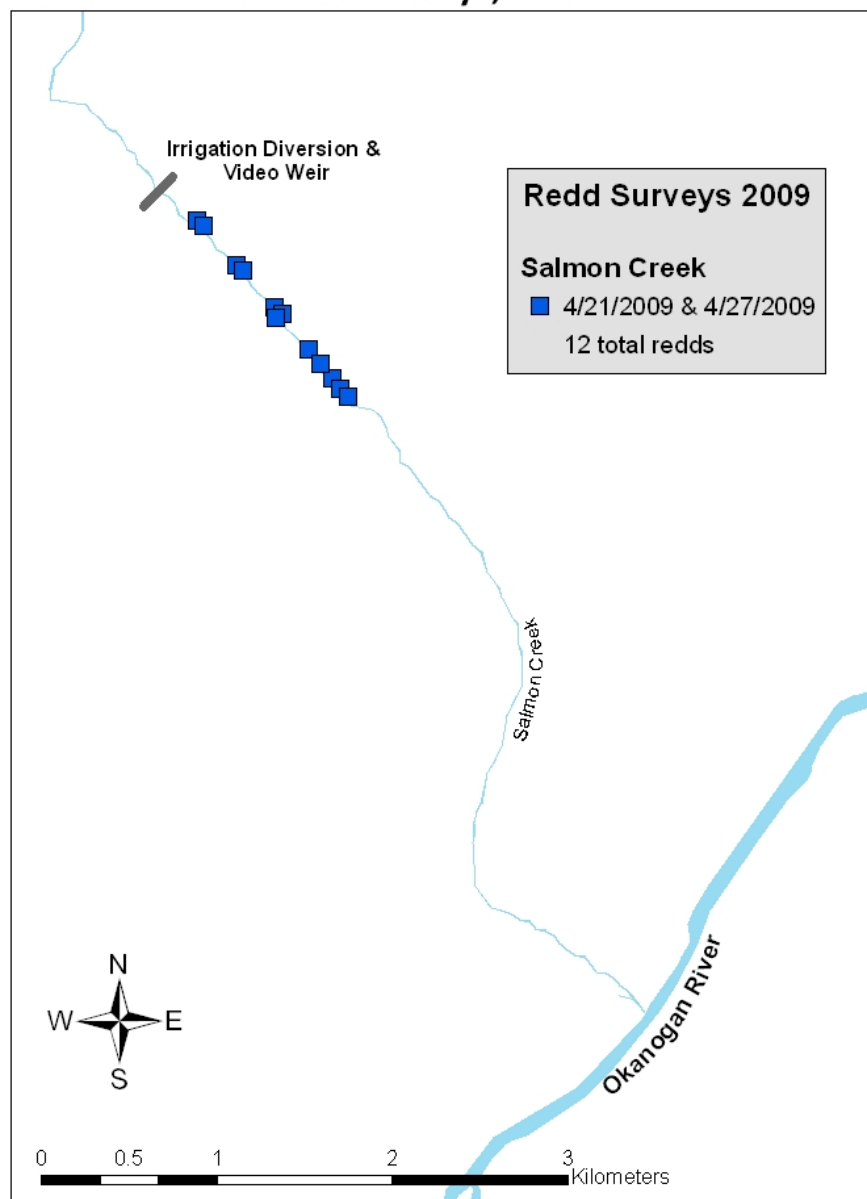 Irrigation Diversion &
Video Weir
Redd Surveys 2009
Salmon Creek
4/21/2009 & 4/27/2009
12 total redds
Salmon Creek
Okanogan River
N
W E
S
0 0.5 1 2 3
Kilometers